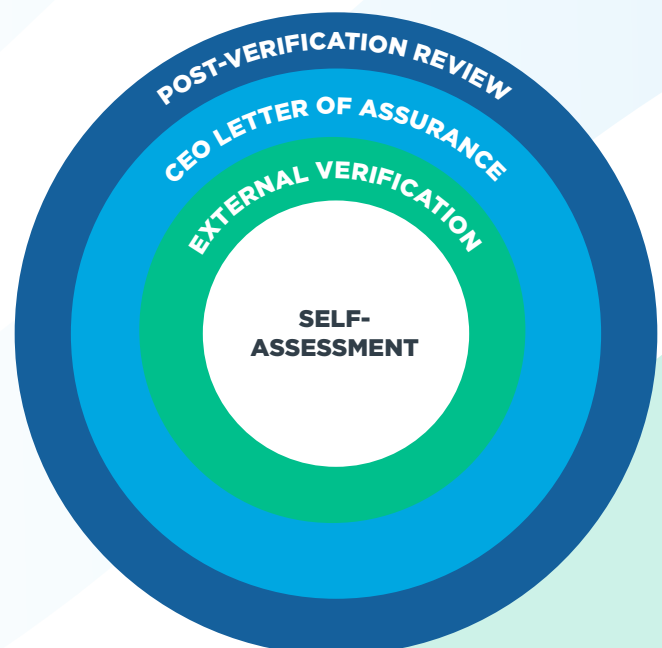 POST-VERIFICATION REVIEW
CEO LETTER OF ASSURANCE
EXTERNAL VERIFICATION
SELF-
ASSESSMENT